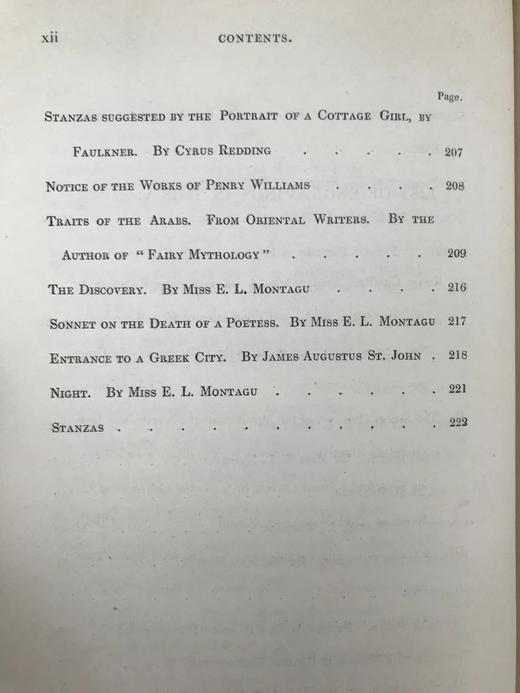 xii CONTENTS.
Page.
STANZAS SUGGESTED BY THE PORTRAIT OF A COTTAGE GIRL, BY
FAULKNER. BY CYRUS REDDING . . . . . 207
NOTICE OF THE WORKS OF PENRY WILLIAMS . . . . 208
TRAITS OF THE ARABS. FROM ORIENTAL WRITERS. BY THE
AUTHOR OF “FAIRY MYTHOLOGY” . . . . . 209
THE DISCOVERY. BY MISS E. L. MONTAGU . . . . 216
SONNET ON THE DEATH OF A POETESS. BY MISS E. L. MONTAGU 217
ENTRANCE TO A GREEK CITY. BY JAMES AUGUSTUS ST. JOHN . 218
NIGHT. BY MISS E. L. MONTAGU . . . . . . 221
STANZAS . . . . . . . . . . . 222